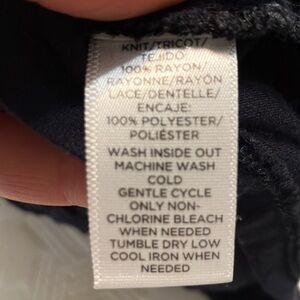 KNIT/TRICOT/
TEJIDO
100% RAYON/
RAYONNE/RAYÓN
LACE/DENTELLE/
ENCAJE:
100% POLYESTER/
POLIÉSTER
WASH INSIDE OUT
MACHINE WASH
COLD
GENTLE CYCLE
ONLY NON-
CHLORINE BLEACH
WHEN NEEDED
TUMBLE DRY LOW
COOL IRON WHEN
NEEDED